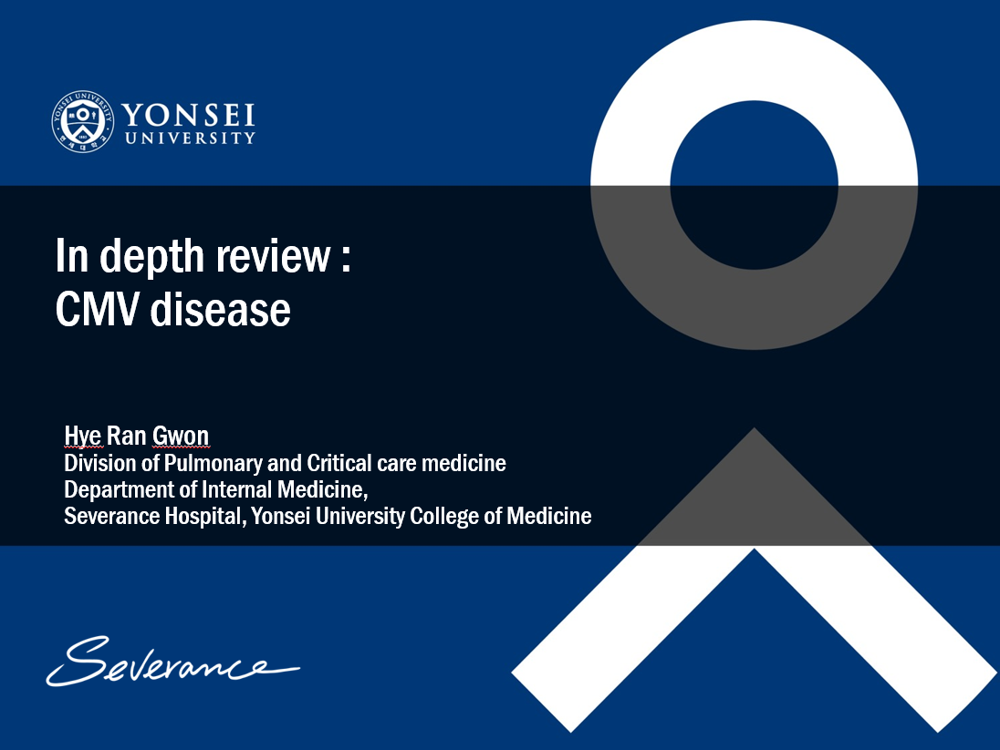 YONSEI
UNIVERSITY
In depth review :
CMV disease
Hye Ran Gwon
Division of Pulmonary and Critical care medicine
Department of Internal Medicine,
Severance Hospital, Yonsei University College of Medicine
Severance